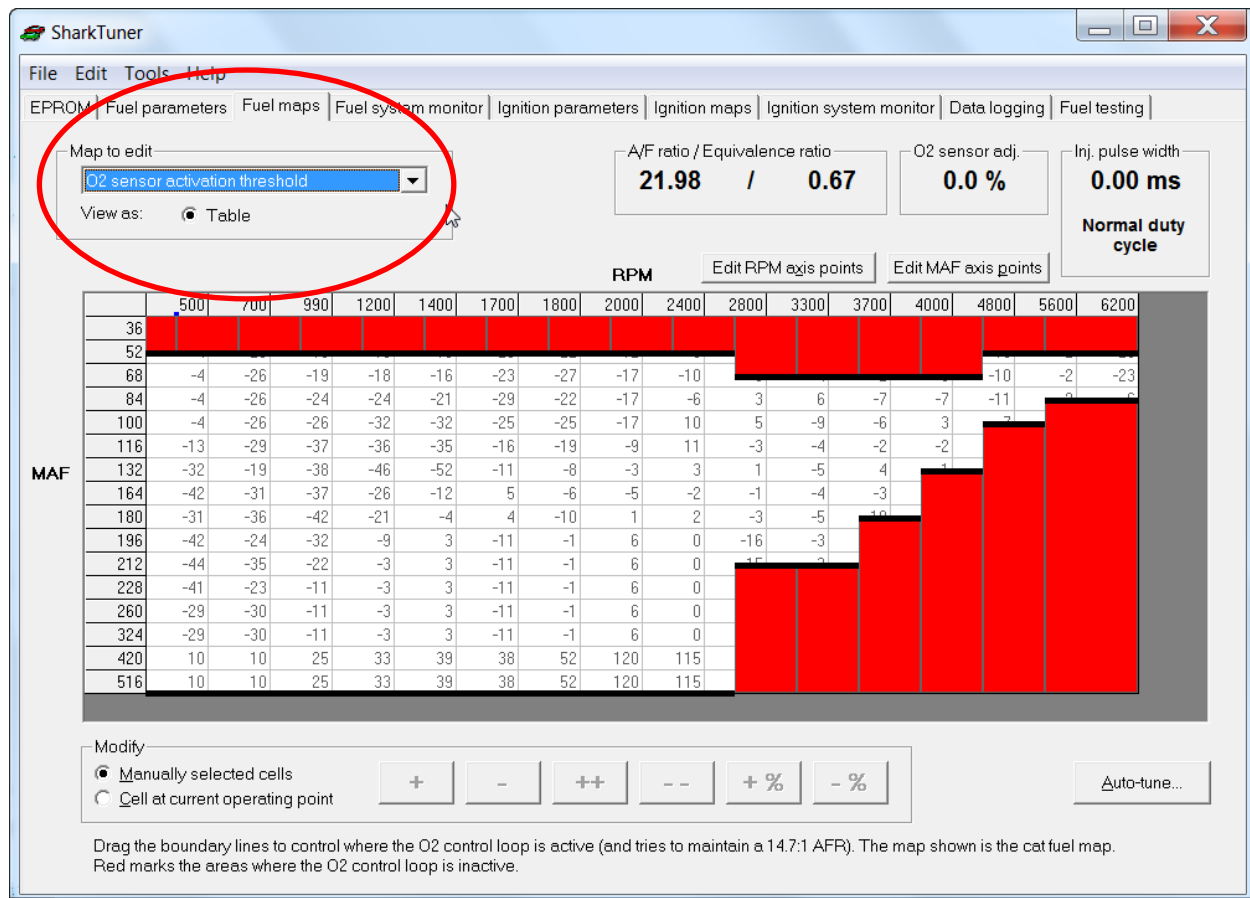 SharkTuner
File Edit Tools Help
EPROM Fuel parameters Fuel maps Fuel system monitor Ignition parameters Ignition maps Ignition system monitor Data logging Fuel testing
Map to edit
O2 sensor activation threshold
View as: Table
A/F ratio / Equivalence ratio
21.98 / 0.67
O2 sensor adj.
0.0 %
Inj. pulse width
0.00 ms
Normal duty
cycle
RPM
Edit RPM axis points
Edit MAF axis points
500 700 990 1200 1400 1700 1800 2000 2400 2800 3300 3700 4000 4800 5600 6200
36
52
68 -4 -26 -19 -18 -16 -23 -27 -17 -10 -10 -2 -23
84 -4 -26 -24 -24 -21 -29 -22 -17 -6 3 6 -7 -7 -11
100 -4 -26 -26 -32 -32 -25 -25 -17 10 5 -9 -6 3
116 -13 -29 -37 -36 -35 -16 -19 -9 11 -3 -4 -2 -2
MAF
132 -32 -19 -38 -46 -52 -11 -8 -3 3 1 -5 4
164 -42 -31 -37 -26 -12 5 -6 -5 -2 -1 -4 -3
180 -31 -36 -42 -21 -4 4 -10 1 2 -3 -5
196 -42 -24 -32 -9 3 -11 -1 6 0 -16 -3
212 -44 -35 -22 -3 3 -11 -1 6 0
228 -41 -23 -11 -3 3 -11 -1 6 0
260 -29 -30 -11 -3 3 -11 -1 6 0
324 -29 -30 -11 -3 3 -11 -1 6 0
420 10 10 25 33 39 38 52 120 115
516 10 10 25 33 39 38 52 120 115
Modify
Manually selected cells
Cell at current operating point
+ - ++ -- + % - %
Auto-tune...
Drag the boundary lines to control where the O2 control loop is active (and tries to maintain a 14.7:1 AFR). The map shown is the cat fuel map.
Red marks the areas where the O2 control loop is inactive.